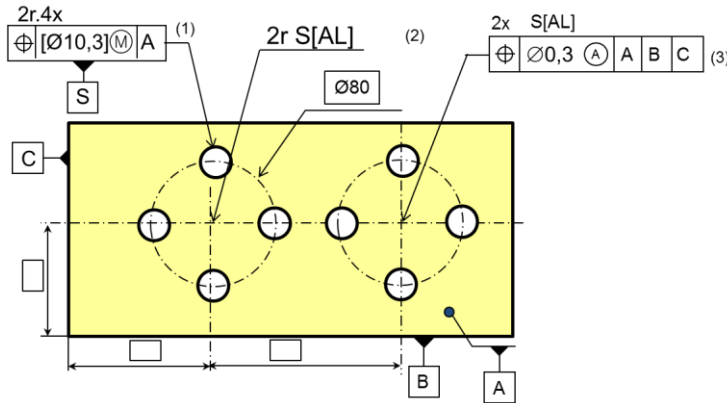 2r.4x
⌖ [Ø10,3]Ⓜ A (1)
S
2r S[AL] (2)
2x S[AL]
⌖ Ø0,3 Ⓐ A B C (3)
Ø80
C
B
A